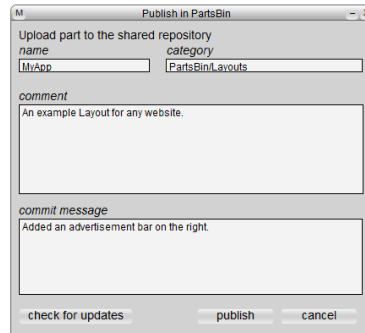 M Publish in PartsBin –
Upload part to the shared repository
name category
MyApp PartsBin/Layouts
comment
An example Layout for any website.
commit message
Added an advertisement bar on the right.
check for updates publish cancel